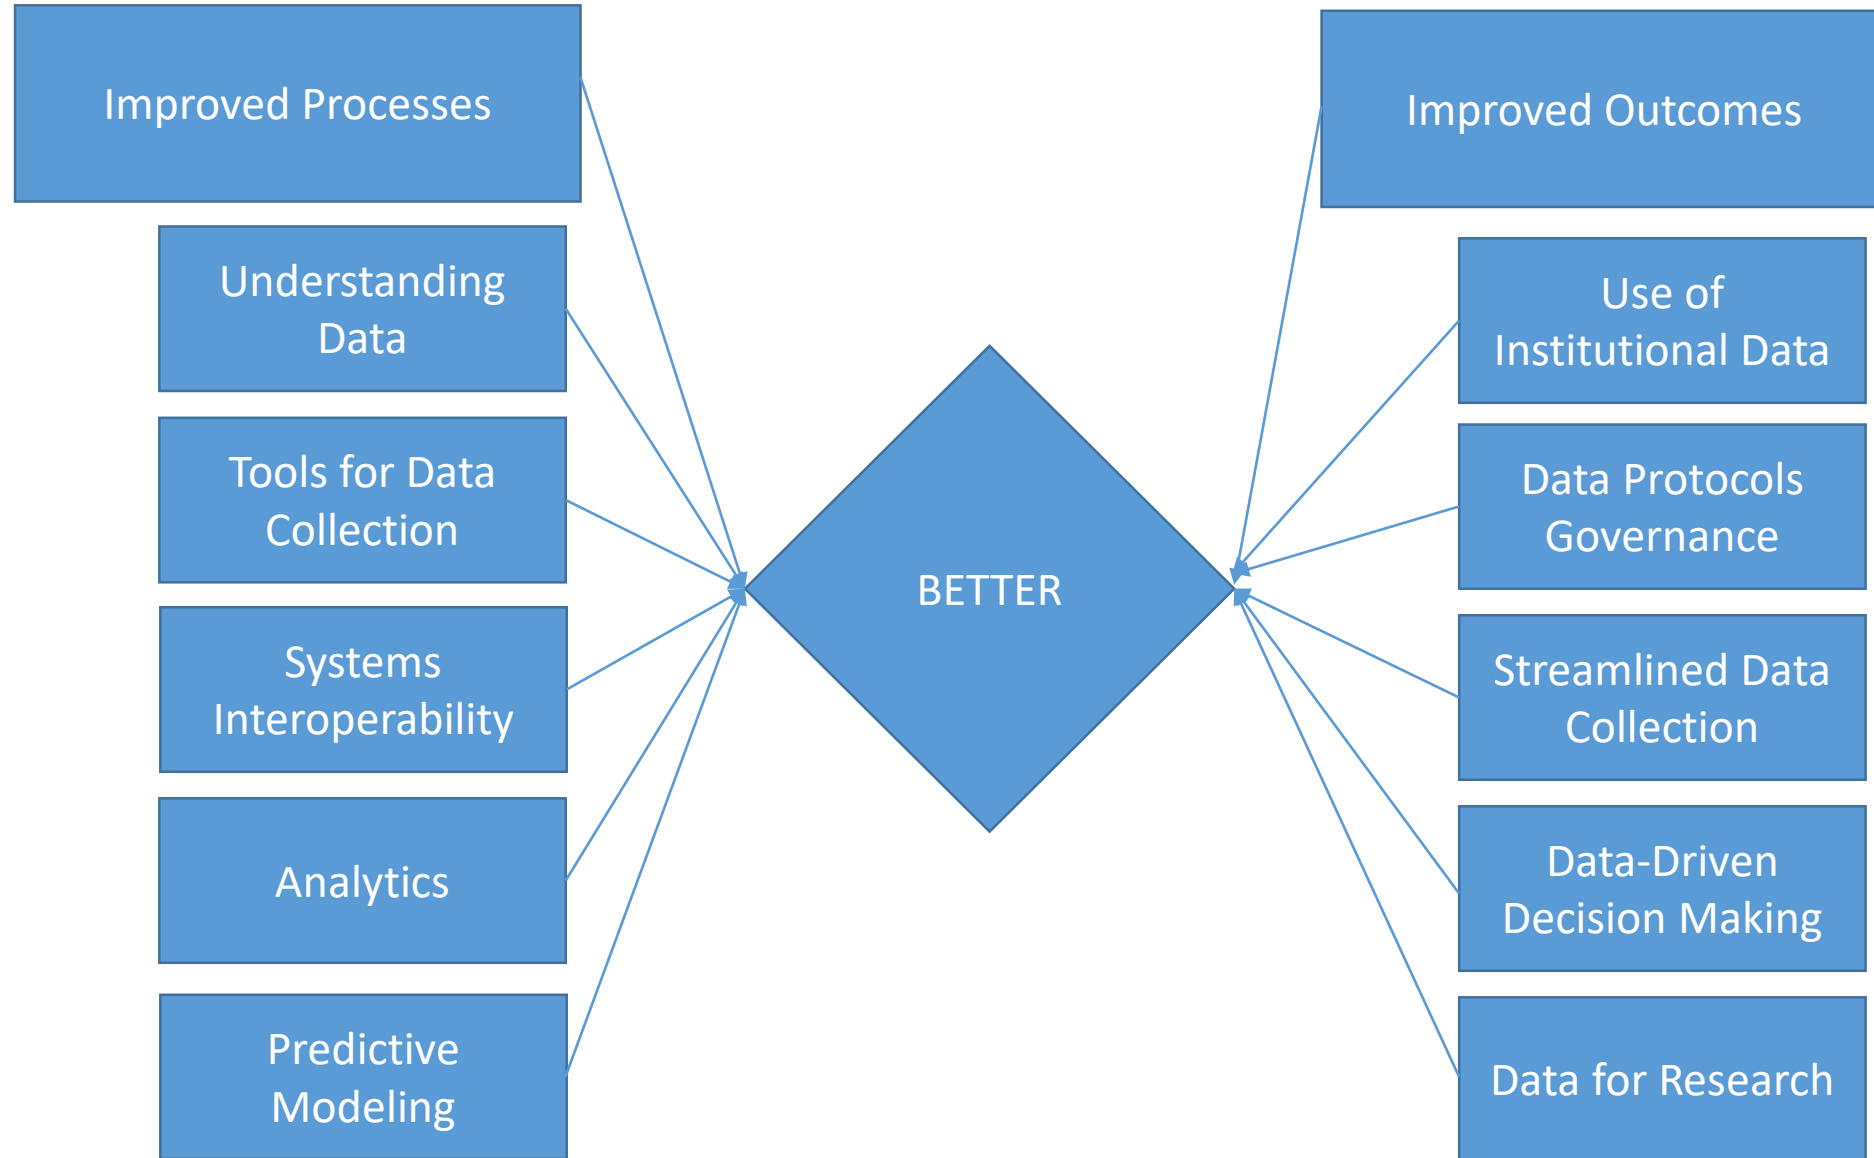 Improved Processes
Understanding
Data
Tools for Data
Collection
Systems
Interoperability
Analytics
Predictive
Modeling
BETTER
Improved Outcomes
Use of
Institutional Data
Data Protocols
Governance
Streamlined Data
Collection
Data-Driven
Decision Making
Data for Research